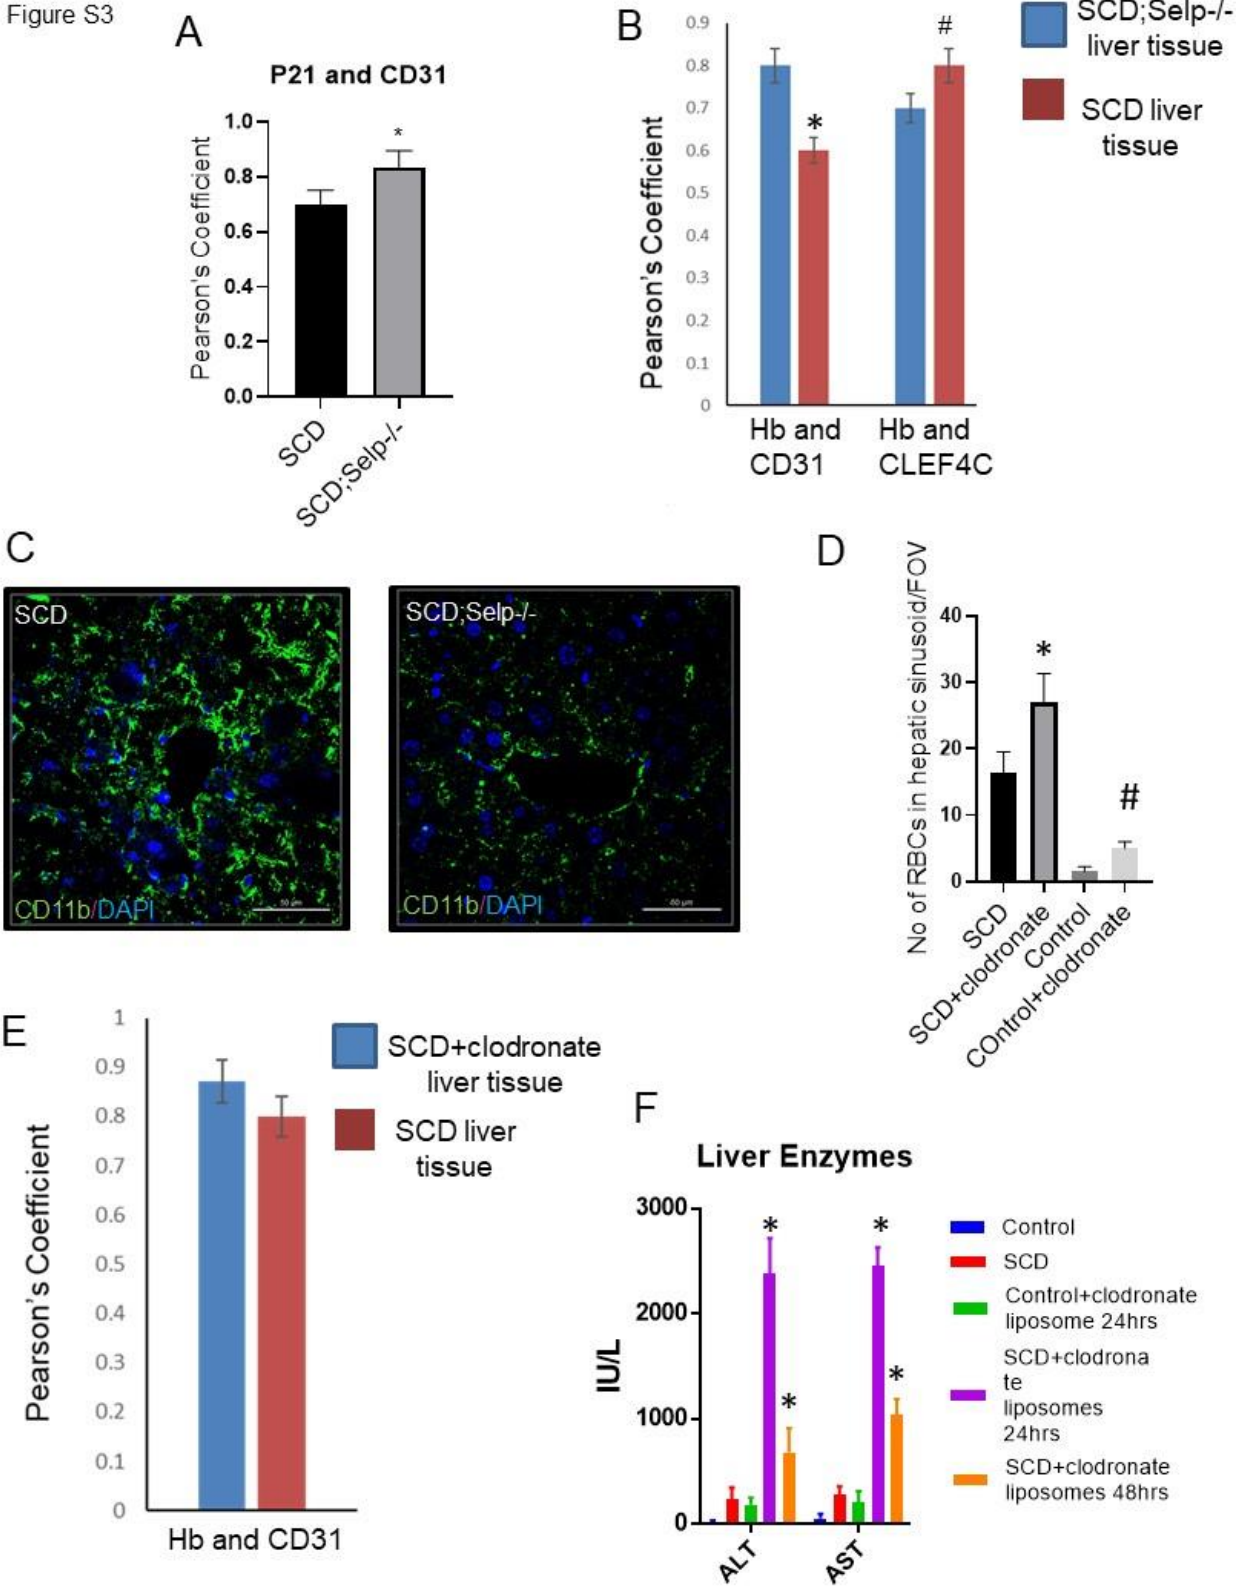 Figure S3
A
P21 and CD31
Pearson's Coefficient
1.0
0.8
0.6
0.4
0.2
0.0
*
SCD
SCD;Selp-/-
B
Pearson's Coefficient
0.9
0.8
0.7
0.6
0.5
0.4
0.3
0.2
0.1
0
*
#
Hb and
CD31
Hb and
CLEF4C
SCD;Selp-/-
liver tissue
SCD liver
tissue
C
SCD
CD11b/DAPI
50 µm
SCD;Selp-/-
CD11b/DAPI
D
No of RBCs in hepatic sinusoid/FOV
40
30
20
10
0
*
#
SCD
SCD+clodronate
Control
COntrol+clodronate
E
Pearson's Coefficient
1
0.9
0.8
0.7
0.6
0.5
0.4
0.3
0.2
0.1
0
Hb and CD31
SCD+clodronate
liver tissue
SCD liver
tissue
F
Liver Enzymes
IU/L
3000
2000
1000
0
*
*
*
*
ALT
AST
Control
SCD
Control+clodronate
liposome 24hrs
SCD+clodrona
te
liposomes
24hrs
SCD+clodronate
liposomes 48hrs